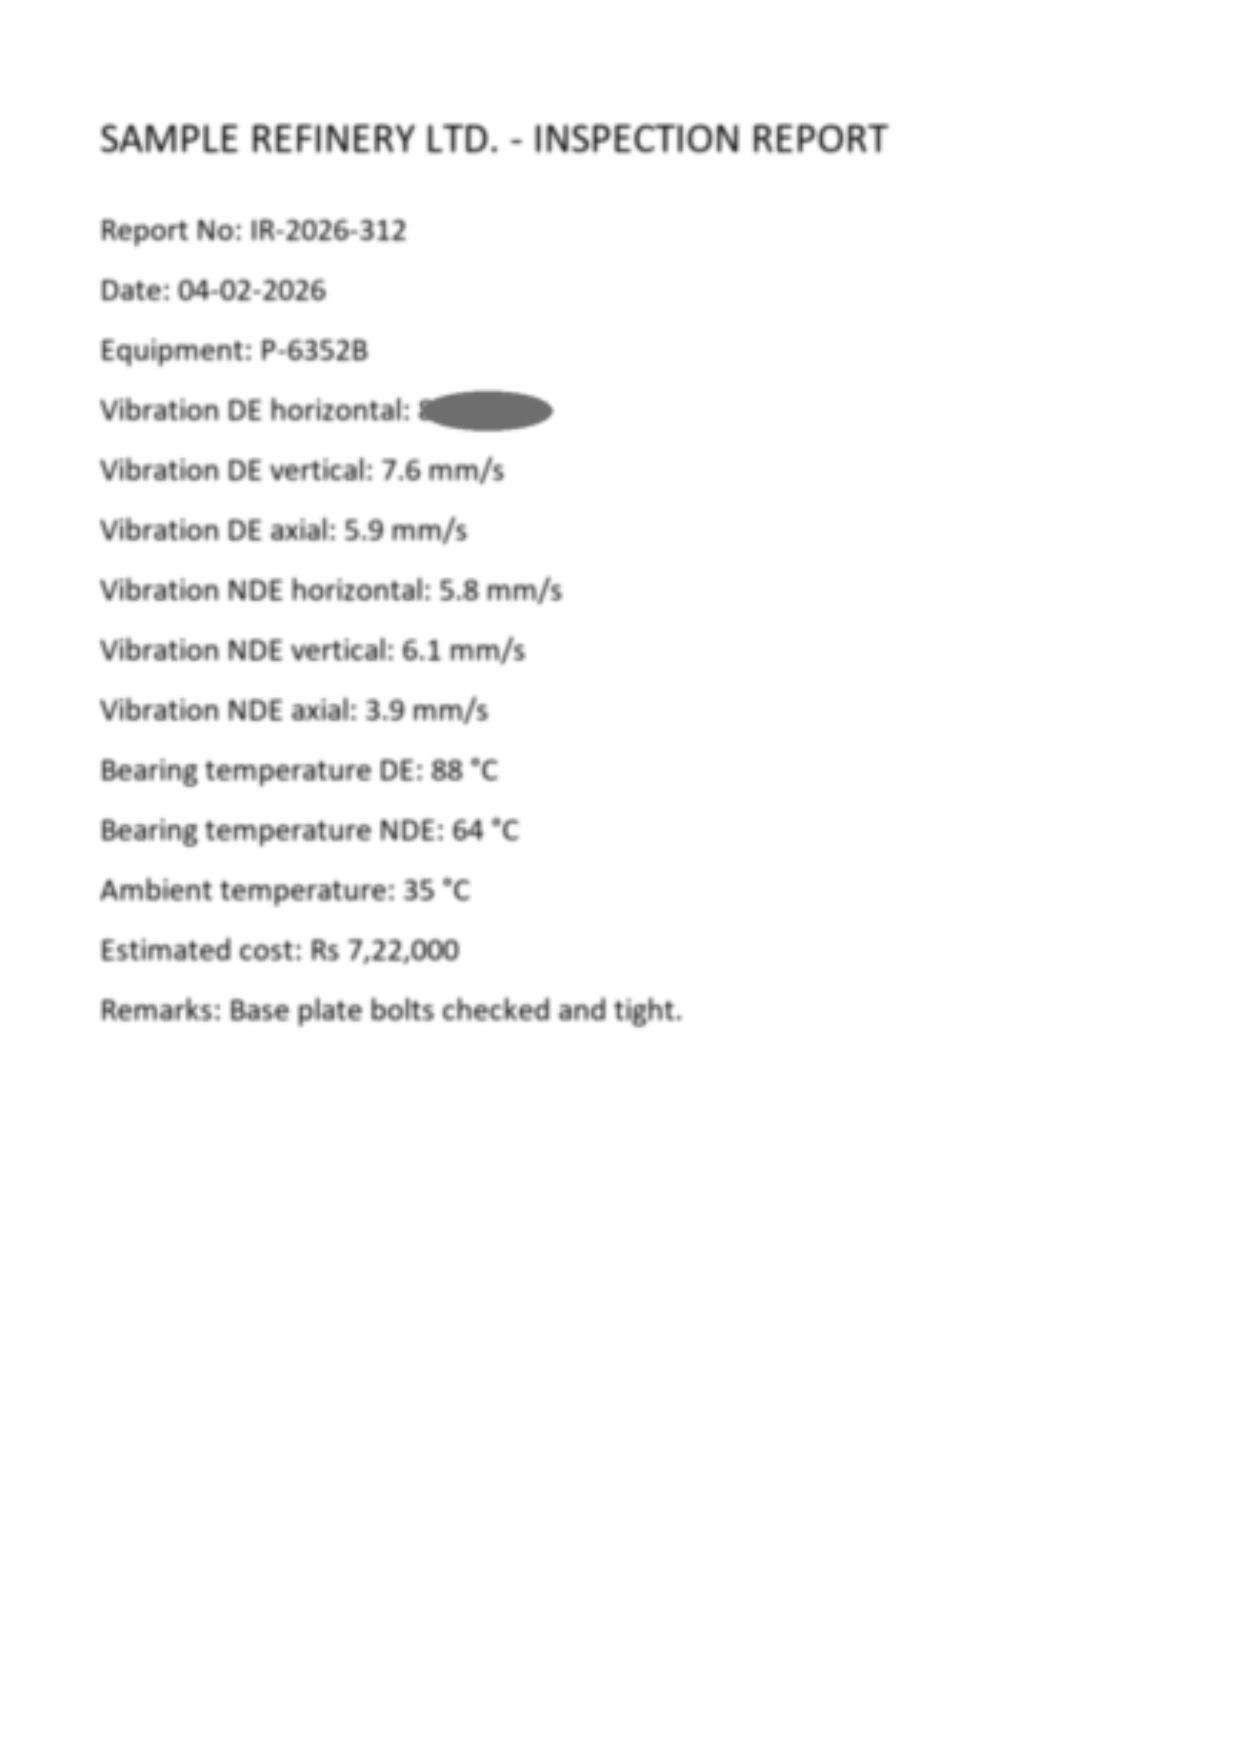 SAMPLE REFINERY LTD. - INSPECTION REPORT
Report No: IR-2026-312
Date: 04-02-2026
Equipment: P-6352B
Vibration DE horizontal:
Vibration DE vertical: 7.6 mm/s
Vibration DE axial: 5.9 mm/s
Vibration NDE horizontal: 5.8 mm/s
Vibration NDE vertical: 6.1 mm/s
Vibration NDE axial: 3.9 mm/s
Bearing temperature DE: 88 °C
Bearing temperature NDE: 64 °C
Ambient temperature: 35 °C
Estimated cost: Rs 7,22,000
Remarks: Base plate bolts checked and tight.